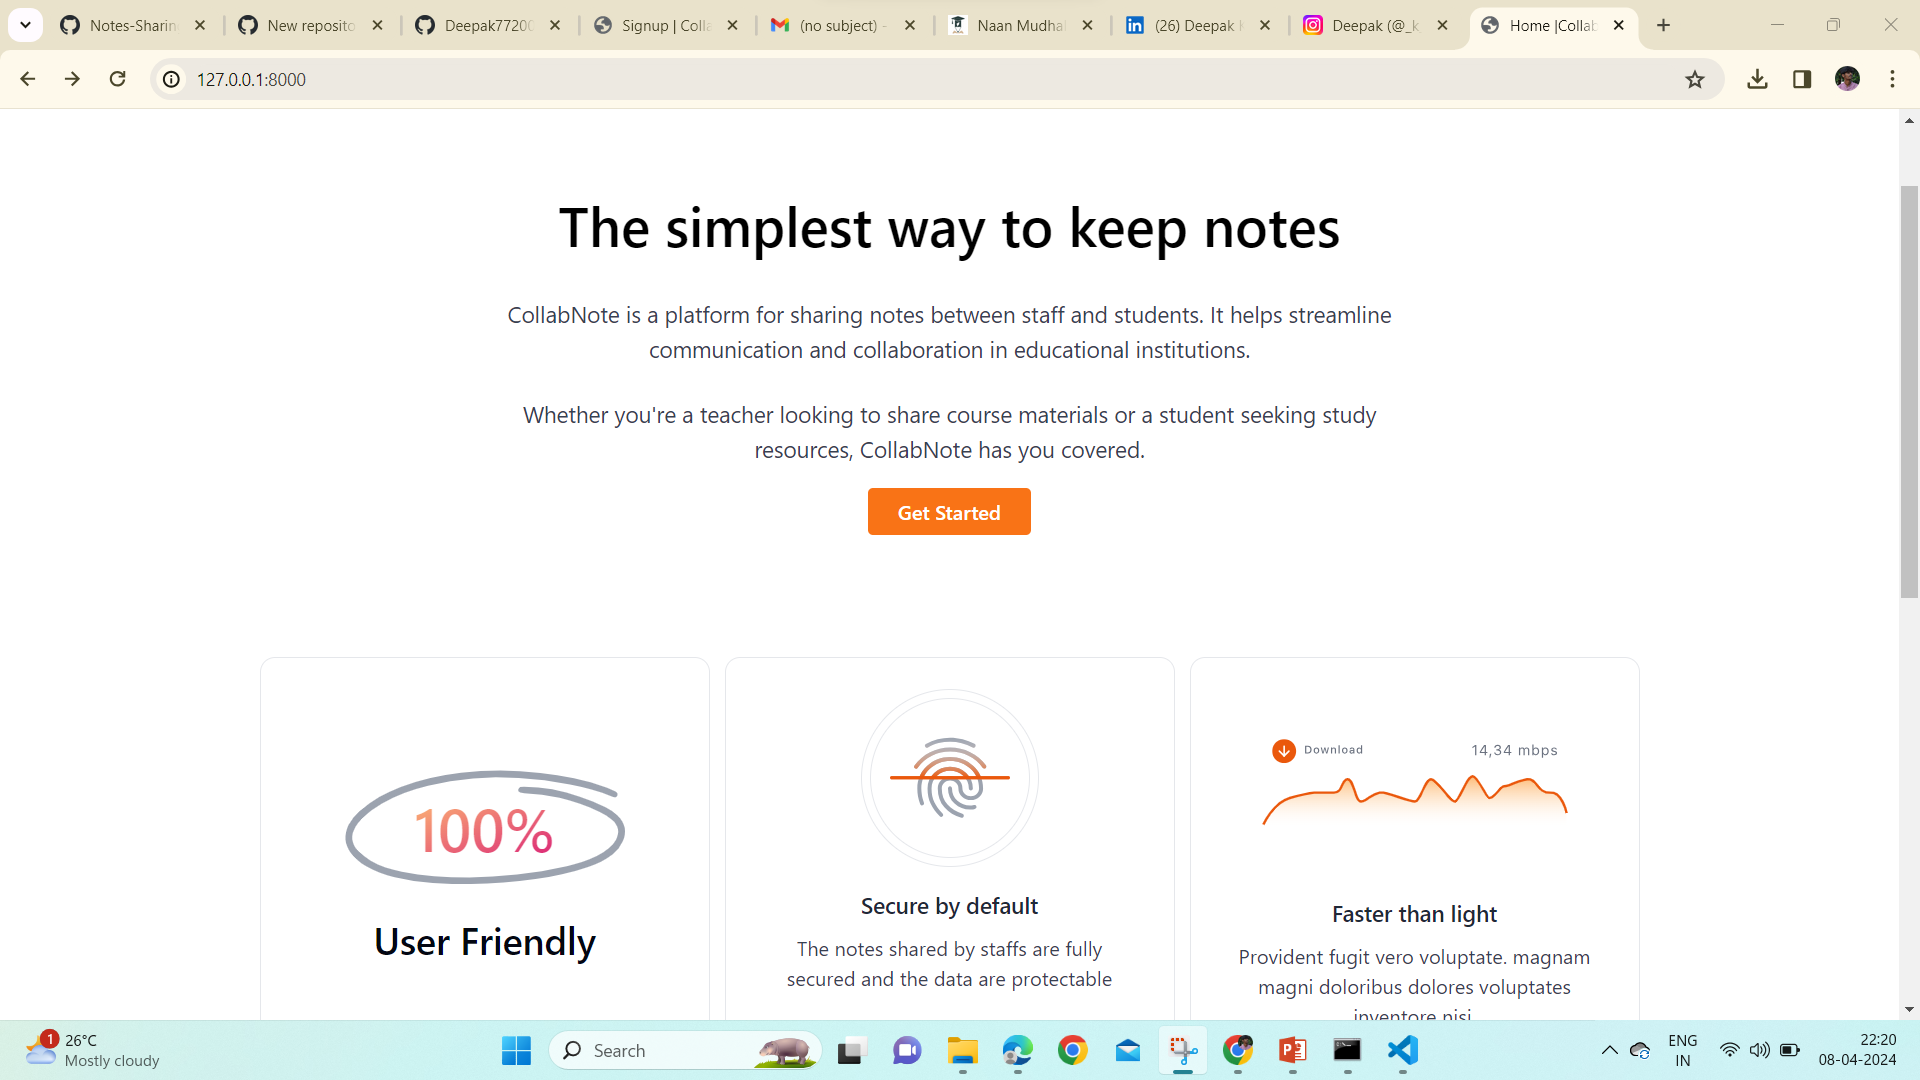 Notes-Sharin
New reposito
Deepak7720
Signup | Colla
(no subject) -
Naan Mudha
(26) Deepak
Deepak (@_k
Home |Collab
127.0.0.1:8000
The simplest way to keep notes
CollabNote is a platform for sharing notes between staff and students. It helps streamline
communication and collaboration in educational institutions.
Whether you're a teacher looking to share course materials or a student seeking study
resources, CollabNote has you covered.
Get Started
100%
User Friendly
Secure by default
The notes shared by staffs are fully
secured and the data are protectable
Download
14,34 mbps
Faster than light
Provident fugit vero voluptate. magnam
magni doloribus dolores voluptates
inventore nisi
1
26°C
Mostly cloudy
Search
ENG
IN
22:20
08-04-2024